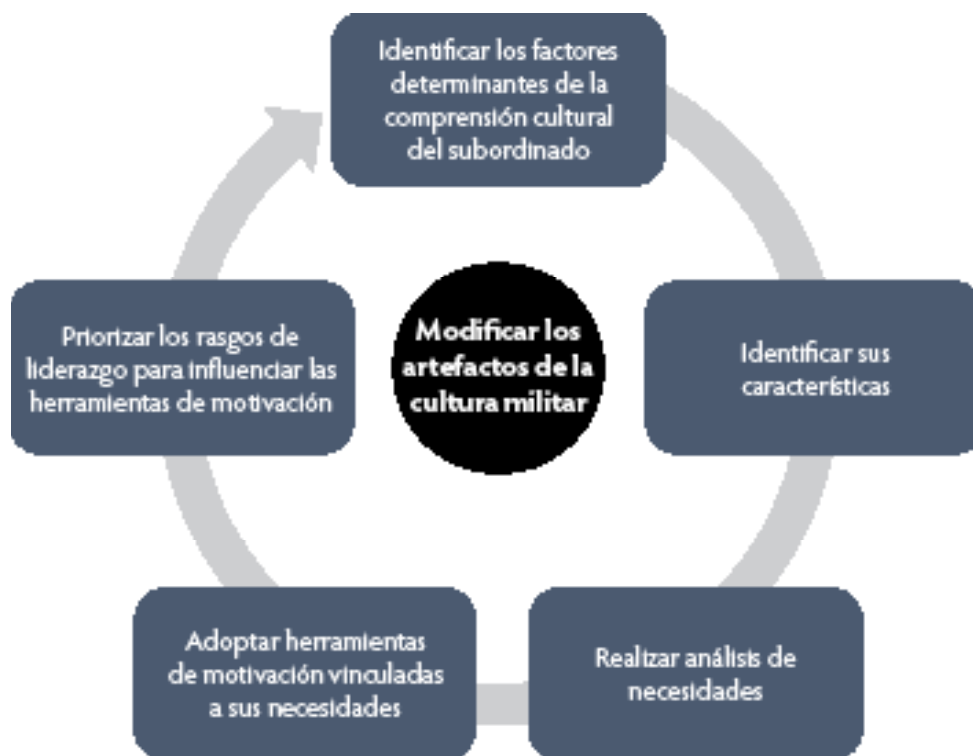 Identificar los factores
determinantes de la
comprensión cultural
del subordinado
Identificar sus
características
Realizar análisis de
necesidades
Adoptar herramientas
de motivación vinculadas
a sus necesidades
Priorizar los rasgos de
liderazgo para influenciar las
herramientas de motivación
Modificar los
artefactos de la
cultura militar